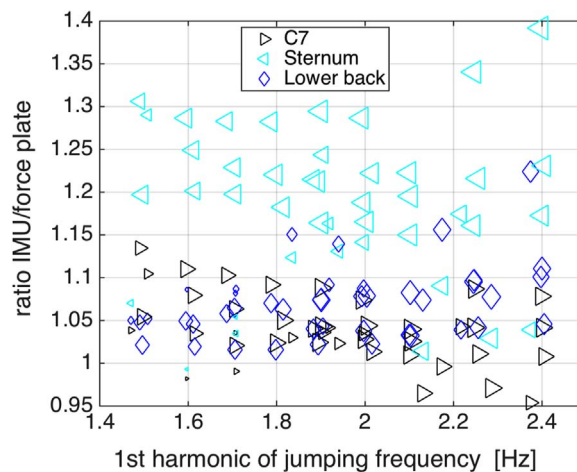 1.4
1.35
1.3
1.25
1.2
1.15
1.1
1.05
1
0.95
ratio IMU/force plate
C7
Sternum
Lower back
1.4 1.6 1.8 2 2.2 2.4
1st harmonic of jumping frequency [Hz]